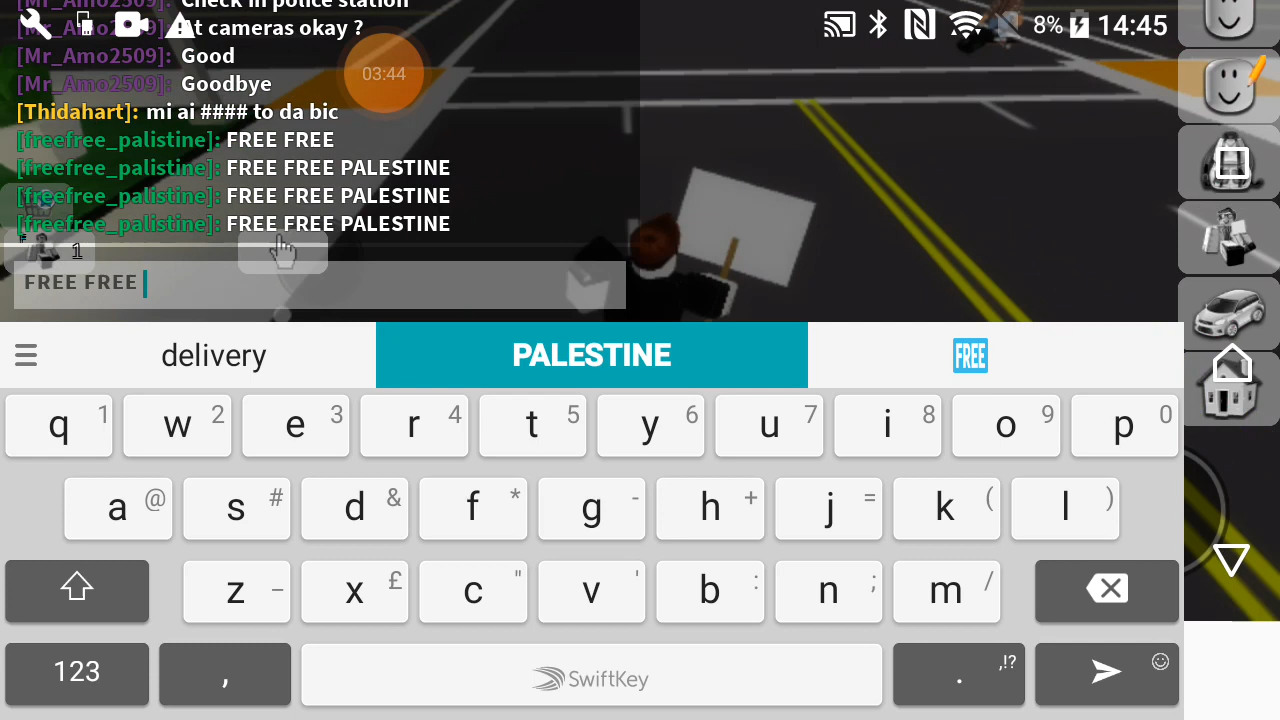 [Mr_Amo2509]: Check in police station
[Mr_Amo2509]: At cameras okay ?
[Mr_Amo2509]: Good
[Mr_Amo2509]: Goodbye
[Thidahart]: mi ai #### to da bic
[freefree_palistine]: FREE FREE
[freefree_palistine]: FREE FREE PALESTINE
[freefree_palistine]: FREE FREE PALESTINE
[freefree_palistine]: FREE FREE PALESTINE
03:44
8% 14:45
1
FREE FREE
delivery PALESTINE FREE
q 1 w 2 e 3 r 4 t 5 y 6 u 7 i 8 o 9 p 0
a @ s # d & f * g - h + j = k ( l )
z _ x £ c " v ' b : n ; m /
123 , SwiftKey . ,!?